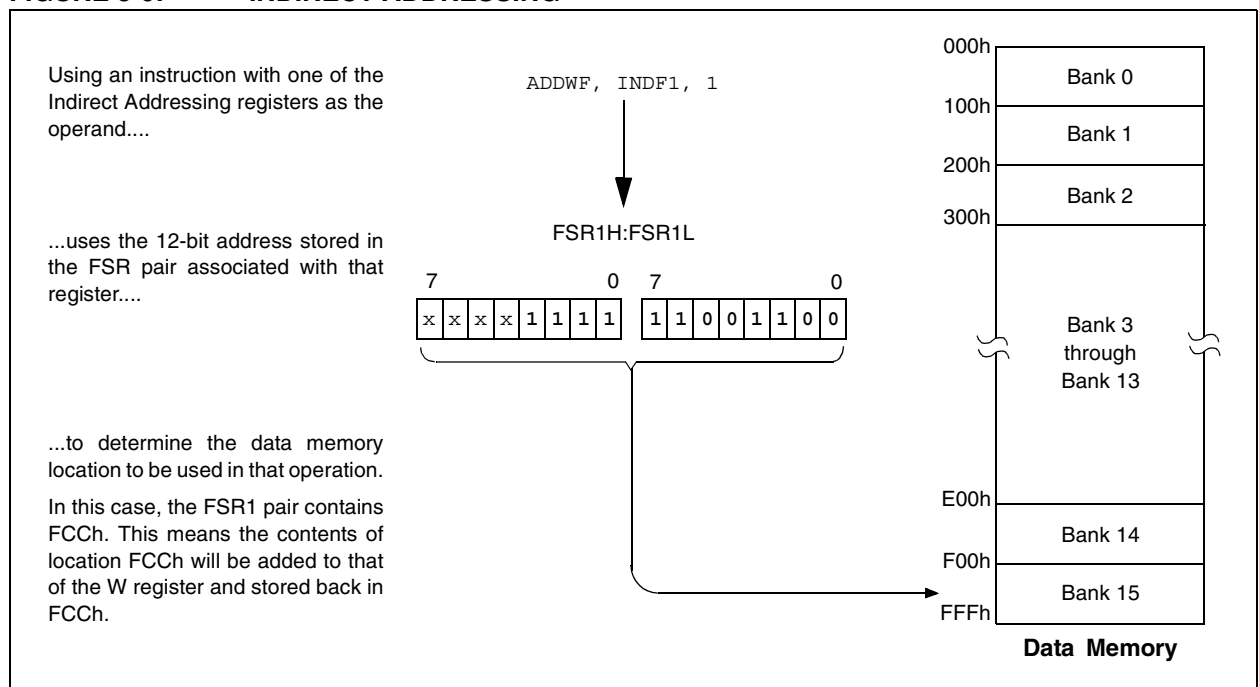 Using an instruction with one of the
Indirect Addressing registers as the
operand....
ADDWF, INDF1, 1
...uses the 12-bit address stored in
the FSR pair associated with that
register....
FSR1H:FSR1L
7 0 7 0
x x x x 1 1 1 1 1 1 0 0 1 1 0 0
...to determine the data memory
location to be used in that operation.
In this case, the FSR1 pair contains
FCCh. This means the contents of
location FCCh will be added to that
of the W register and stored back in
FCCh.
000h
Bank 0
100h
Bank 1
200h
Bank 2
300h
Bank 3
through
Bank 13
E00h
Bank 14
F00h
Bank 15
FFFh
Data Memory